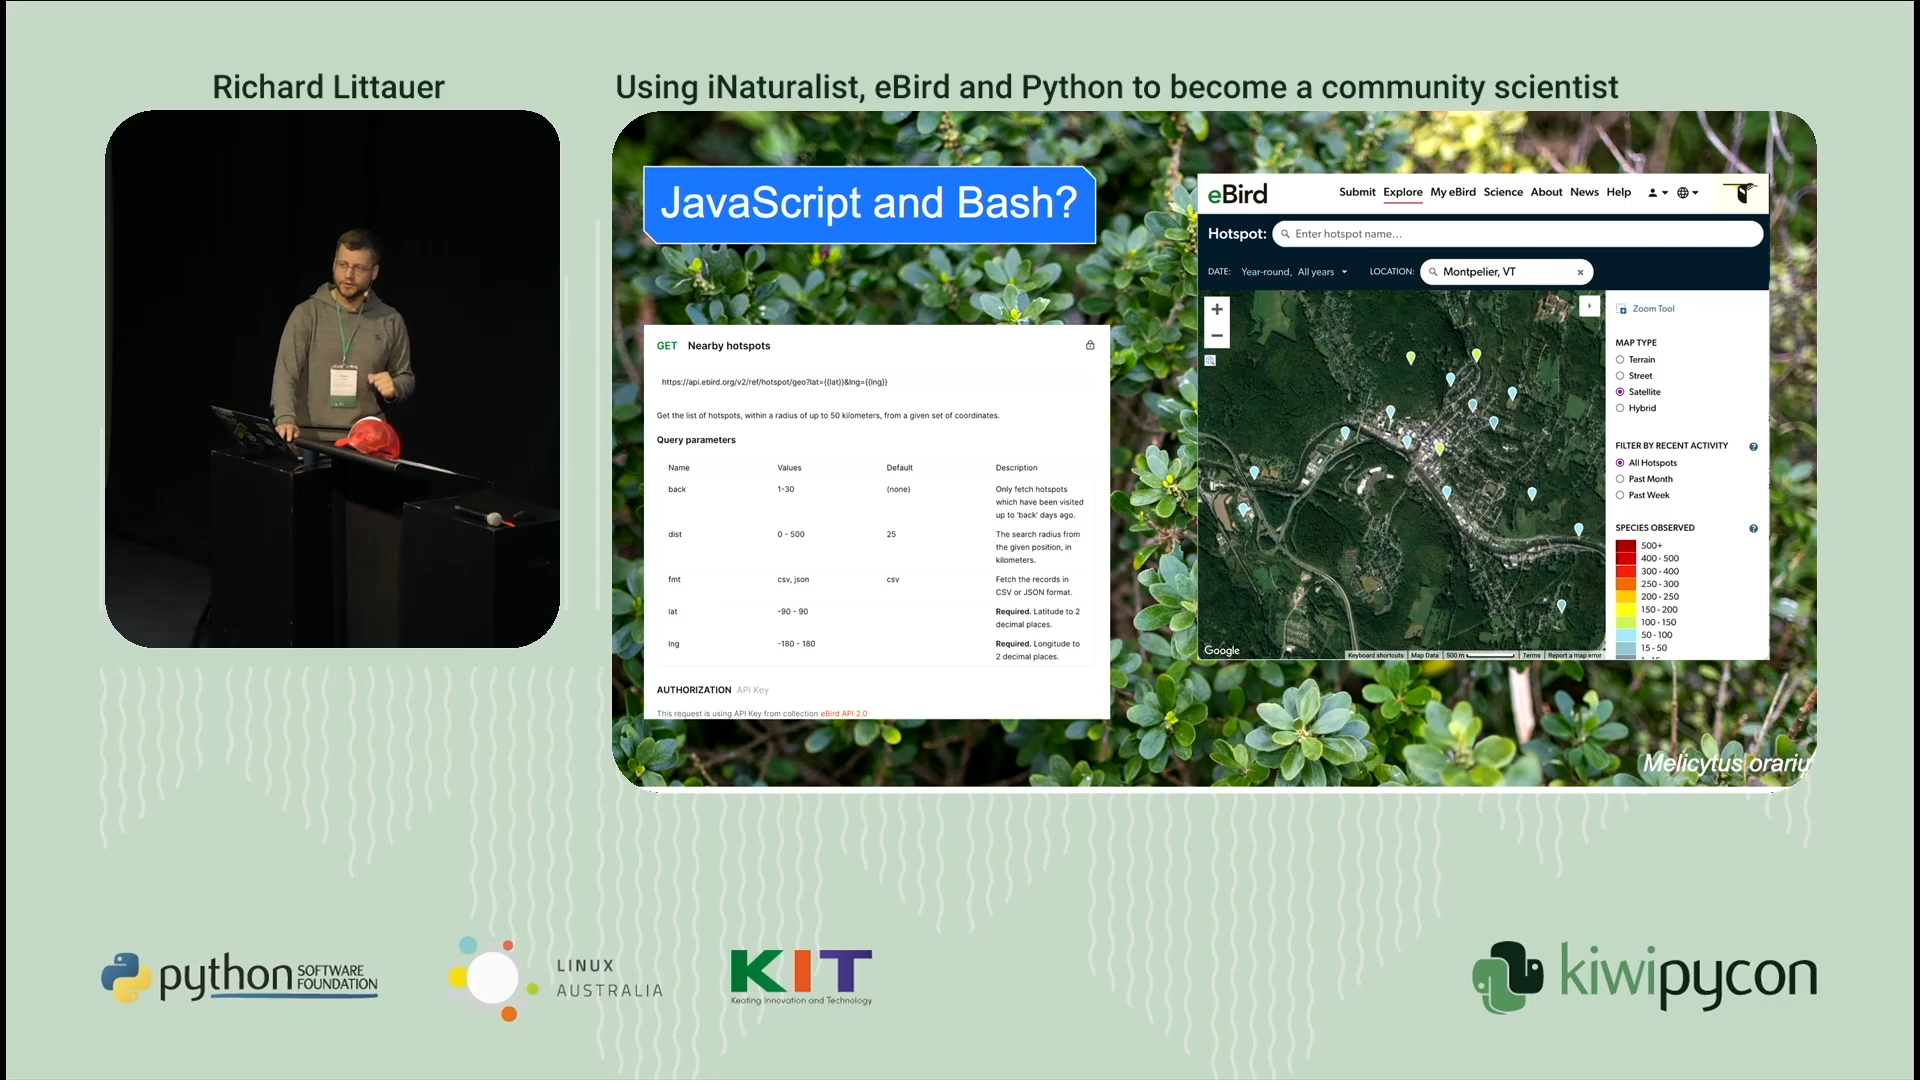 Richard Littauer
Using iNaturalist, eBird and Python to become a community scientist
JavaScript and Bash?
GET Nearby hotspots
https://api.ebird.org/v2/ref/hotspot/geo?lat={{lat}}&lng={{lng}}
Get the list of hotspots, within a radius of up to 50 kilometers, from a given set of coordinates.
Query parameters
Name Values Default Description
back 1-30 (none) Only fetch hotspots
which have been visited
up to 'back' days ago.
dist 0 - 500 25 The search radius from
the given position, in
kilometers.
fmt csv, json csv Fetch the records in
CSV or JSON format.
lat -90 - 90 Required. Latitude to 2
decimal places.
lng -180 - 180 Required. Longitude to
2 decimal places.
AUTHORIZATION API Key
This request is using API Key from collection eBird API 2.0
eBird Submit Explore My eBird Science About News Help
Hotspot: Enter hotspot name...
DATE: Year-round, All years LOCATION: Montpelier, VT
Zoom Tool
MAP TYPE
Terrain
Street
Satellite
Hybrid
FILTER BY RECENT ACTIVITY
All Hotspots
Past Month
Past Week
SPECIES OBSERVED
500+
400 - 500
300 - 400
250 - 300
200 - 250
150 - 200
100 - 150
50 - 100
15 - 50
Google
Keyboard shortcuts Map Data 500 m Terms Report a map error
Melicytus orariu
python SOFTWARE
FOUNDATION
LINUX
AUSTRALIA
KIT
Keating Innovation and Technology
kiwipycon